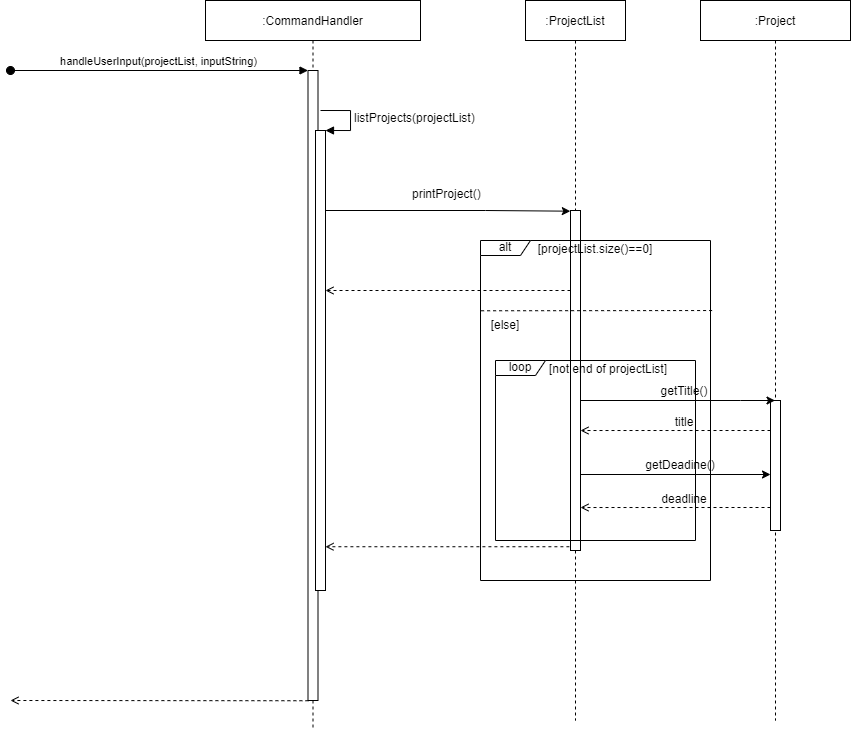 :CommandHandler
:ProjectList
:Project
handleUserInput(projectList, inputString)
listProjects(projectList)
printProject()
alt
[projectList.size()==0]
[else]
loop
[not end of projectList]
getTitle()
title
getDeadine()
deadline